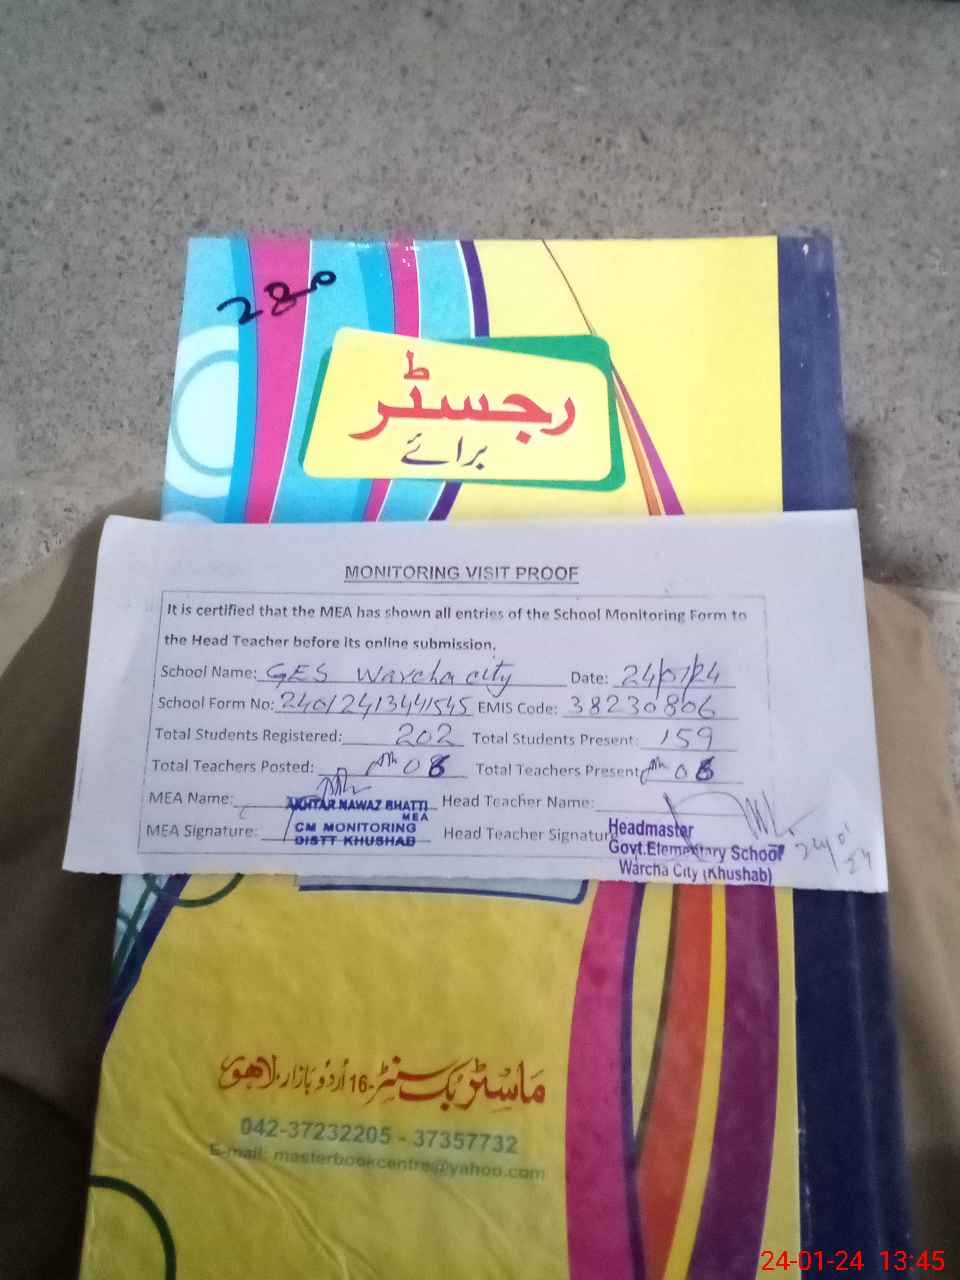 رجسٹر
برائے
MONITORING VISIT PROOF
It is certified that the MEA has shown all entries of the School Monitoring Form to
the Head Teacher before its online submission.
School Name: GES Warcha city Date: 24/01/24
School Form No: 2401241344545 EMIS Code: 38230806
Total Students Registered: 202 Total Students Present: 159
Total Teachers Posted: 08 Total Teachers Present 08
MEA Name: AKHTAR NAWAZ BHATTI Head Teacher Name:
MEA
MEA Signature: CM MONITORING Head Teacher Signature
DISTT KHUSHAB
Headmaster
Govt.Elementary School
Warcha City (Khushab)
ماسٹر بک سنٹر 16 اردو بازار لاہور
042-37232205 - 37357732
E-mail: masterbookcentre@yahoo.com
24-01-24 13:45